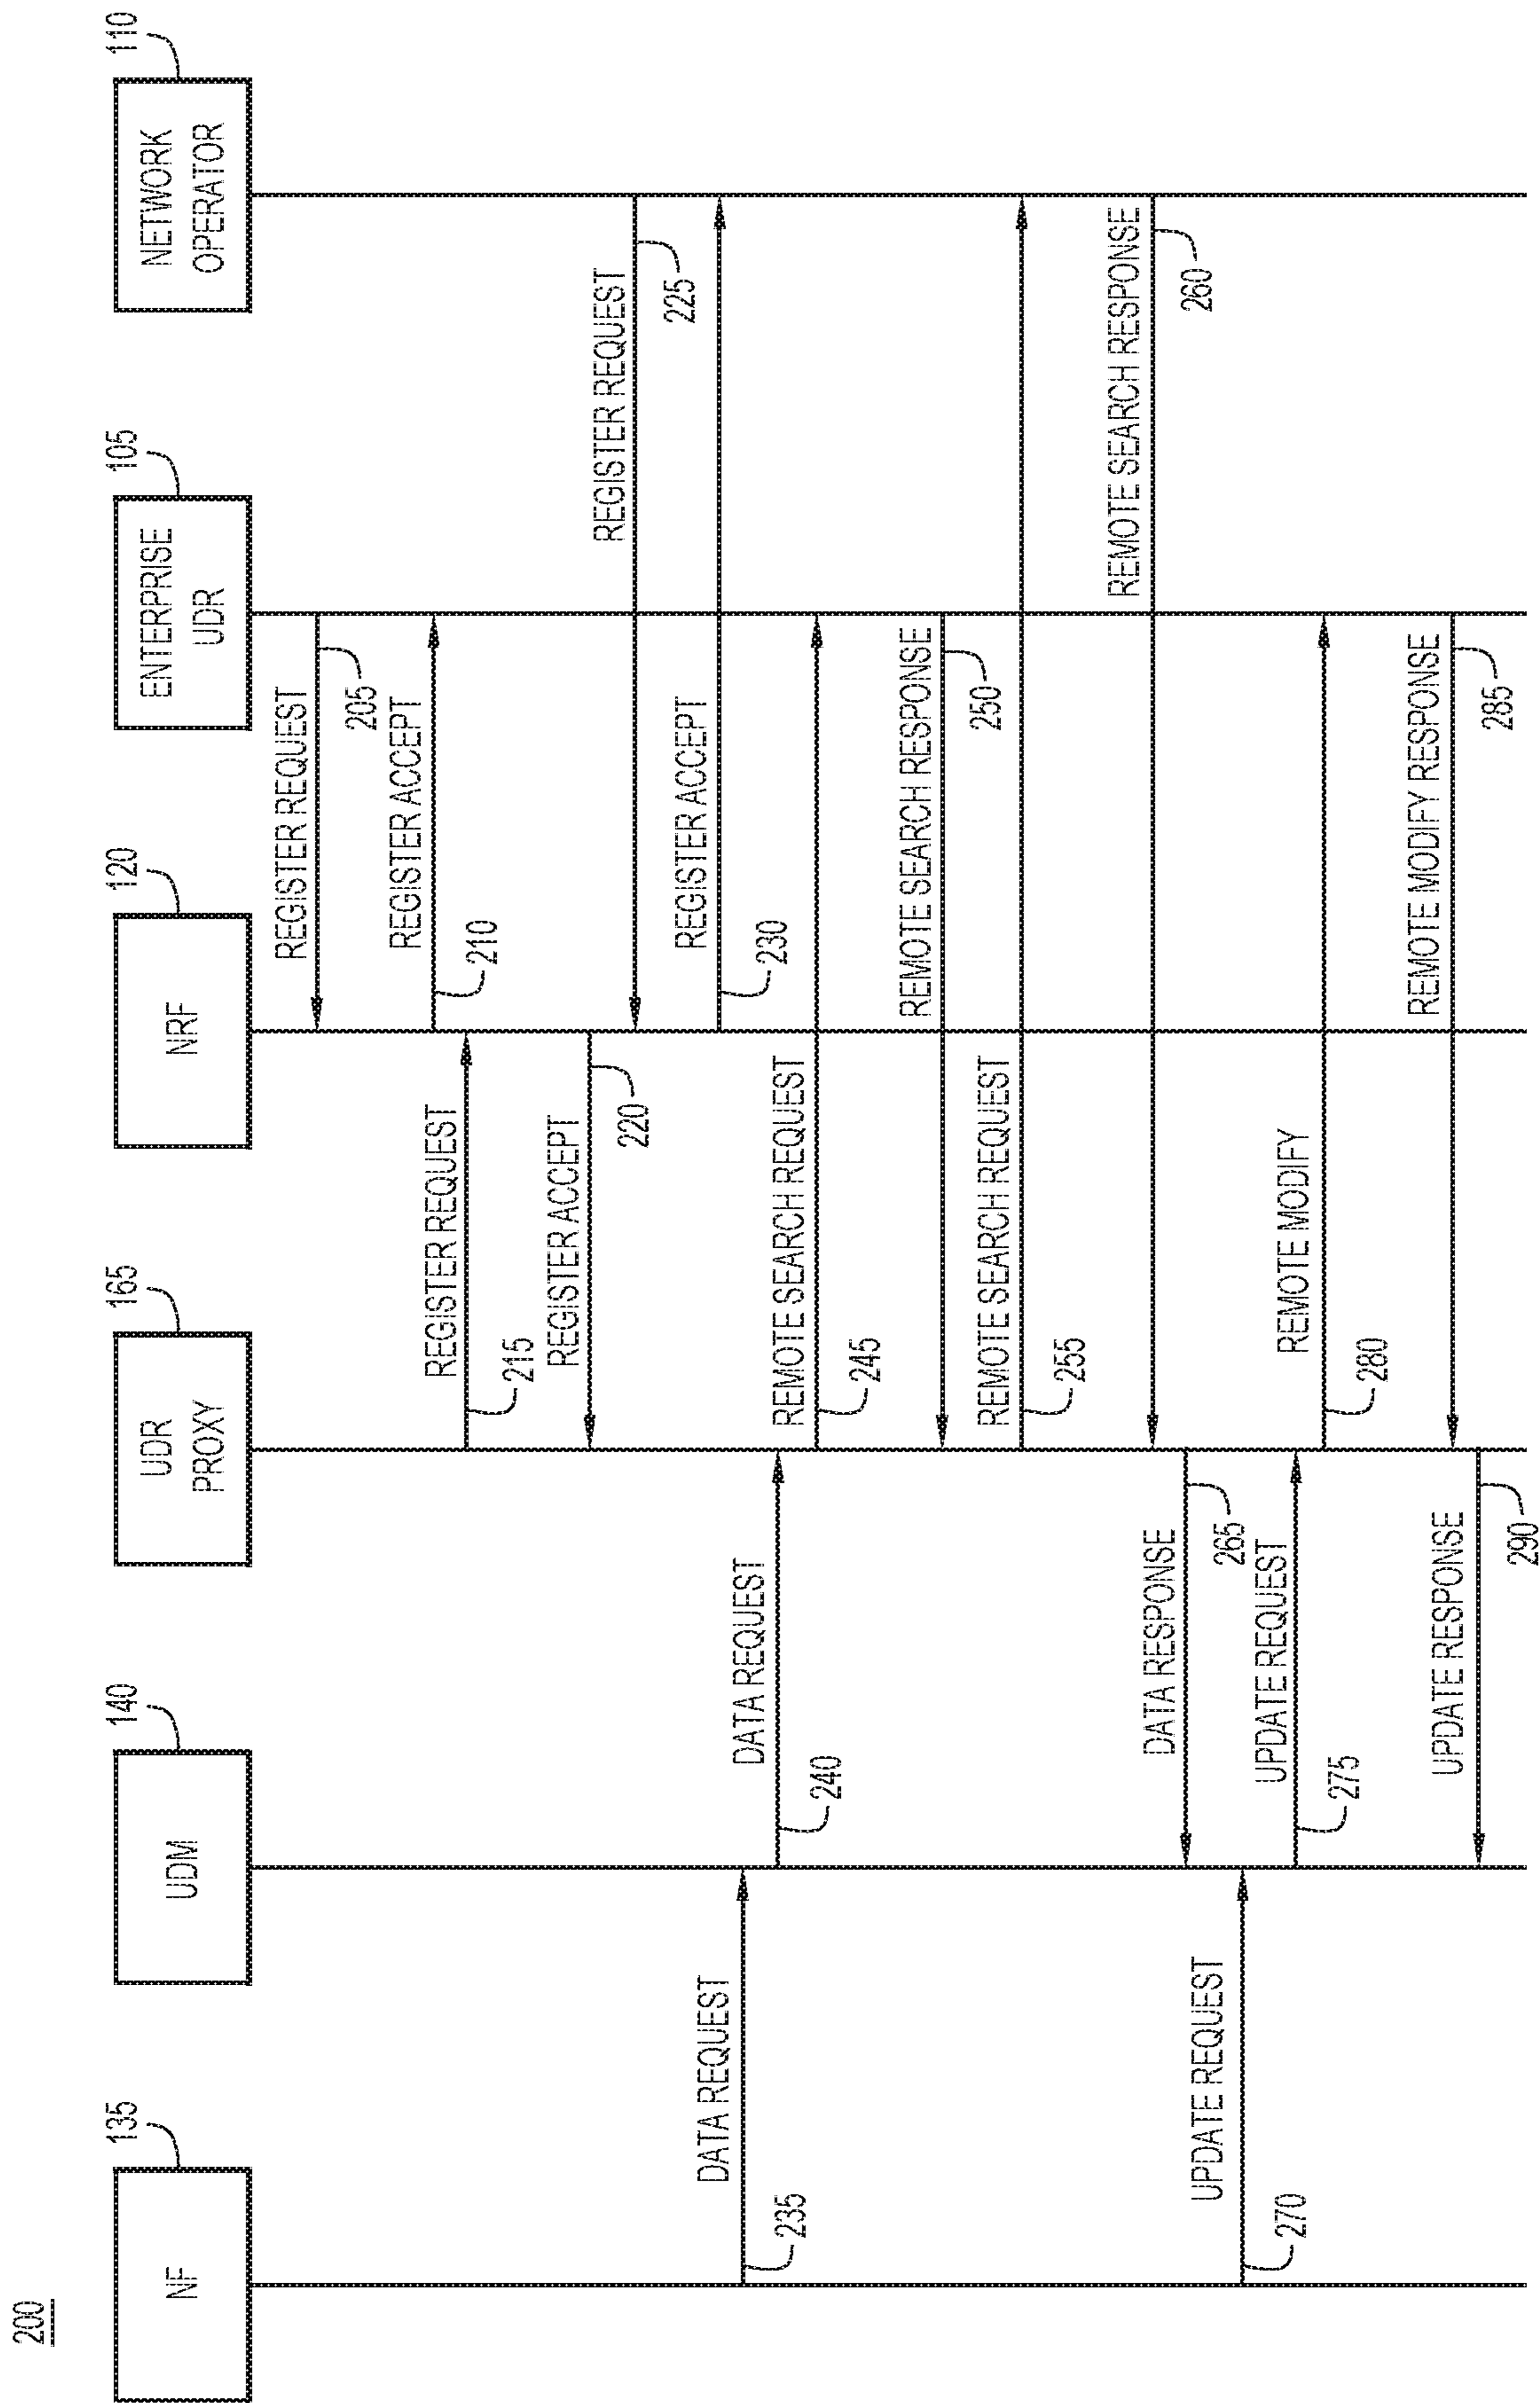 200
NF
135
UDM
140
UDR
PROXY
165
NRF
120
ENTERPRISE
UDR
105
NETWORK
OPERATOR
110
REGISTER REQUEST
205
REGISTER ACCEPT
210
REGISTER REQUEST
215
REGISTER ACCEPT
220
REGISTER REQUEST
225
REGISTER ACCEPT
230
DATA REQUEST
235
DATA REQUEST
240
REMOTE SEARCH REQUEST
245
REMOTE SEARCH RESPONSE
250
REMOTE SEARCH REQUEST
255
REMOTE SEARCH RESPONSE
260
DATA RESPONSE
265
UPDATE REQUEST
270
UPDATE REQUEST
275
REMOTE MODIFY
280
REMOTE MODIFY RESPONSE
285
UPDATE RESPONSE
290